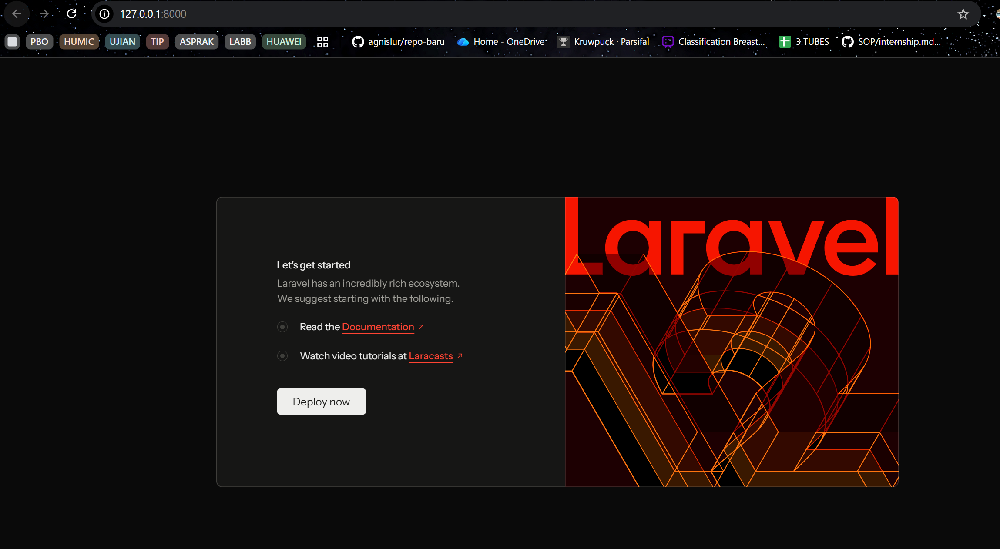 127.0.0.1:8000
PBO HUMIC UJIAN TIP ASPRAK LABB HUAWEI agnislur/repo-baru Home - OneDrive Kruwpuck · Parsifal Classification Breast... 3 TUBES SOP/internship.md...
Laravel
Let's get started
Laravel has an incredibly rich ecosystem.
We suggest starting with the following.
Read the Documentation
Watch video tutorials at Laracasts
Deploy now